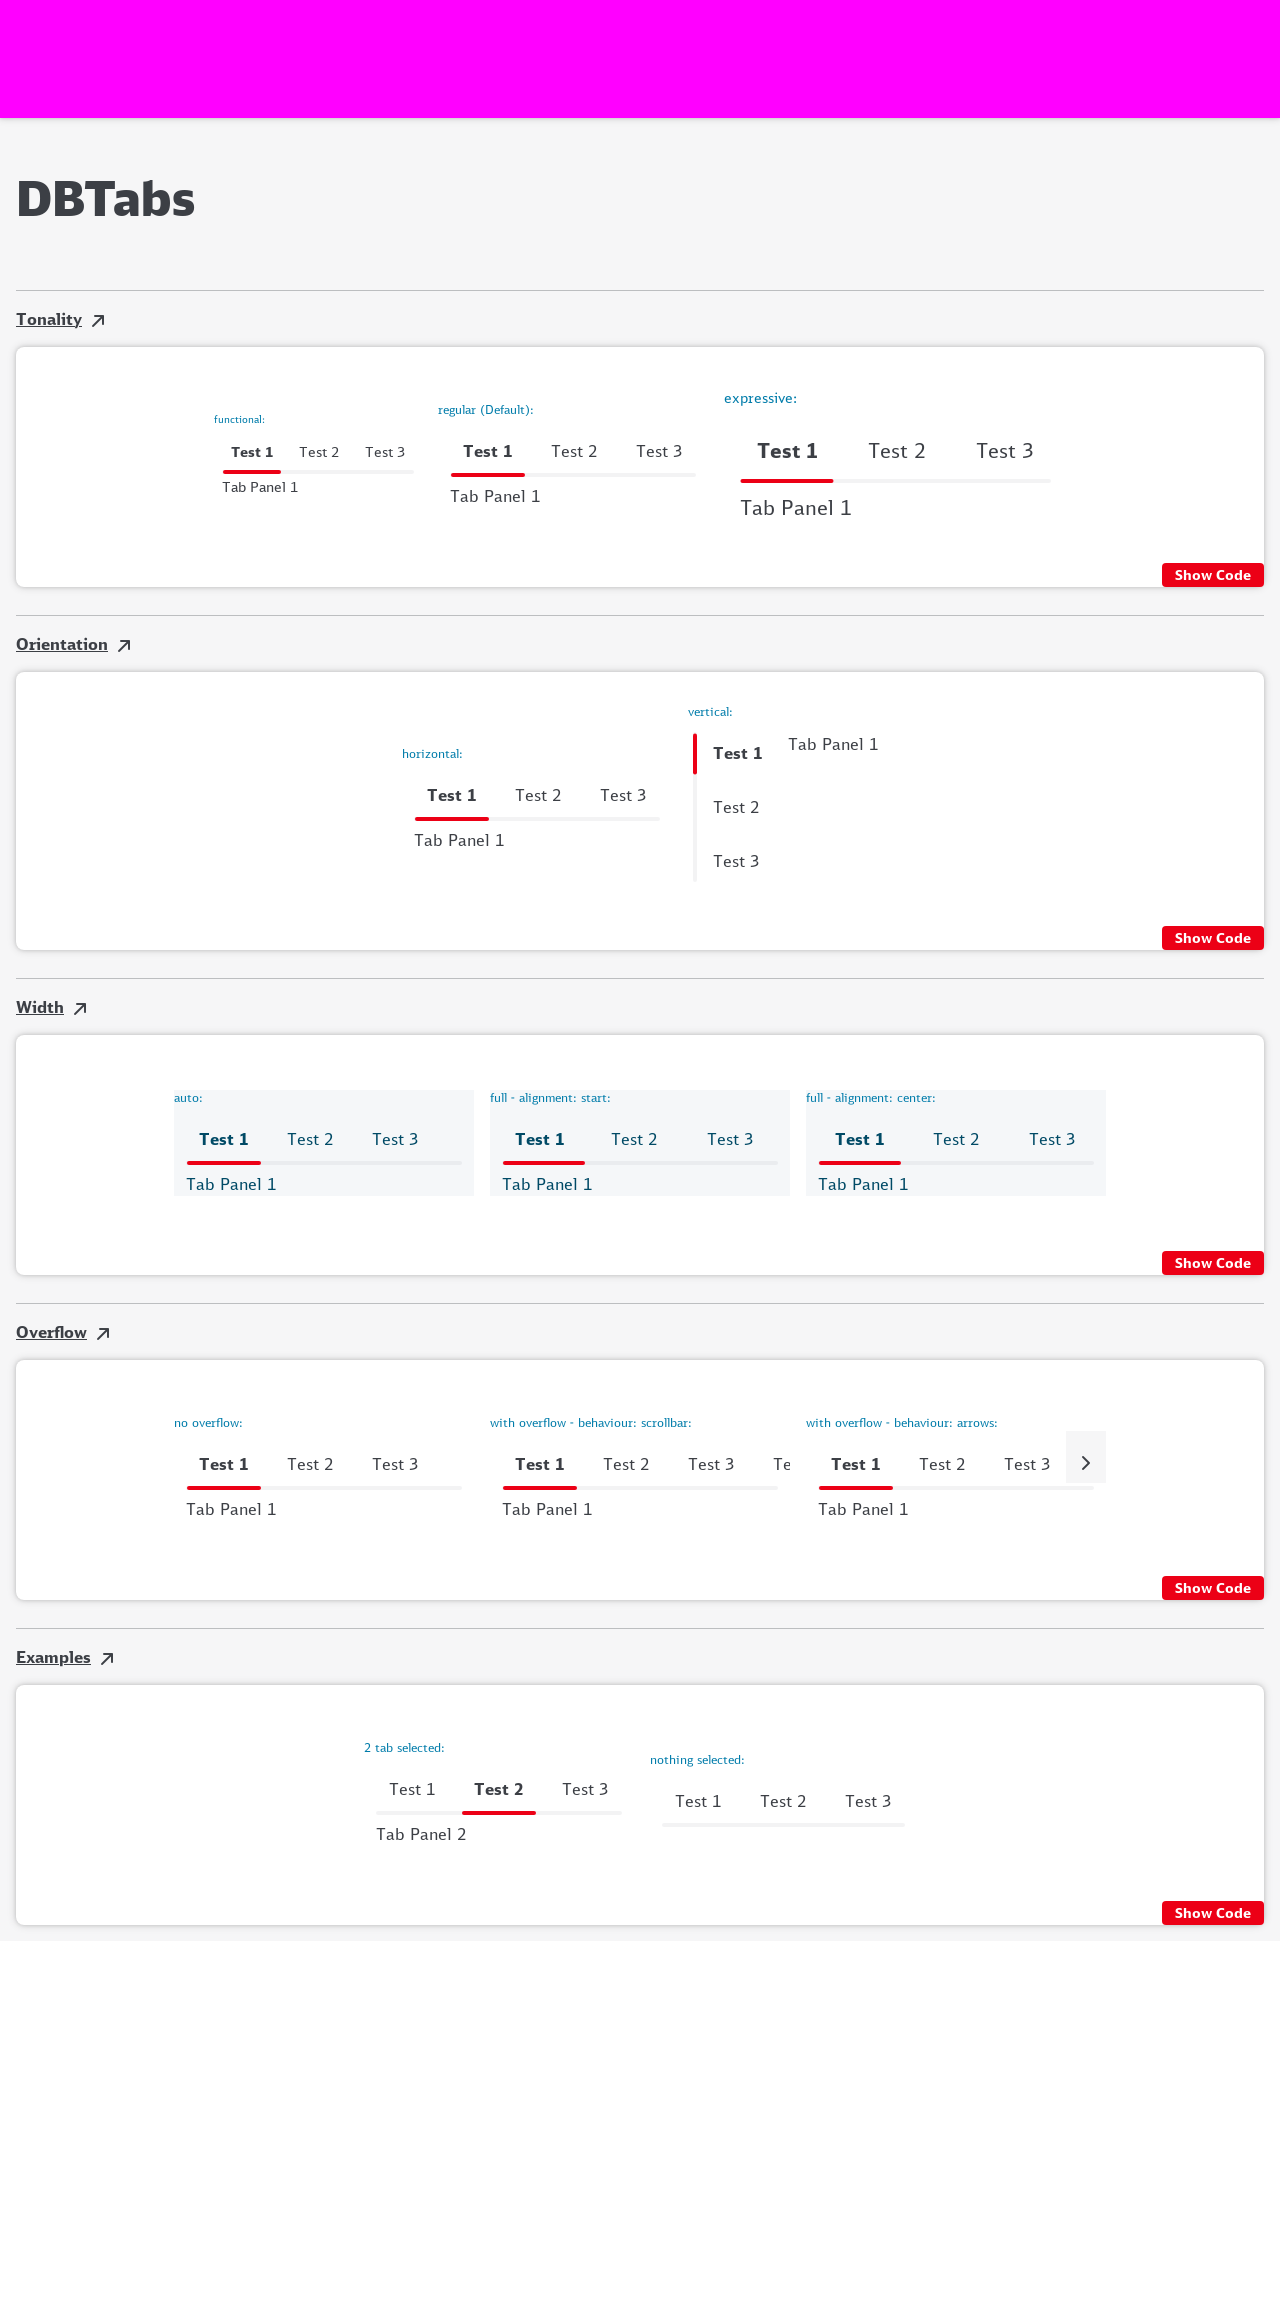 DBTabs
Tonality
functional:
Test 1 Test 2 Test 3
Tab Panel 1
regular (Default):
Test 1 Test 2 Test 3
Tab Panel 1
expressive:
Test 1 Test 2 Test 3
Tab Panel 1
Show Code
Orientation
horizontal:
Test 1 Test 2 Test 3
Tab Panel 1
vertical:
Test 1 Tab Panel 1
Test 2
Test 3
Show Code
Width
auto:
Test 1 Test 2 Test 3
Tab Panel 1
full - alignment: start:
Test 1 Test 2 Test 3
Tab Panel 1
full - alignment: center:
Test 1 Test 2 Test 3
Tab Panel 1
Show Code
Overflow
no overflow:
Test 1 Test 2 Test 3
Tab Panel 1
with overflow - behaviour: scrollbar:
Test 1 Test 2 Test 3 Te
Tab Panel 1
with overflow - behaviour: arrows:
Test 1 Test 2 Test 3
Tab Panel 1
Show Code
Examples
2 tab selected:
Test 1 Test 2 Test 3
Tab Panel 2
nothing selected:
Test 1 Test 2 Test 3
Show Code